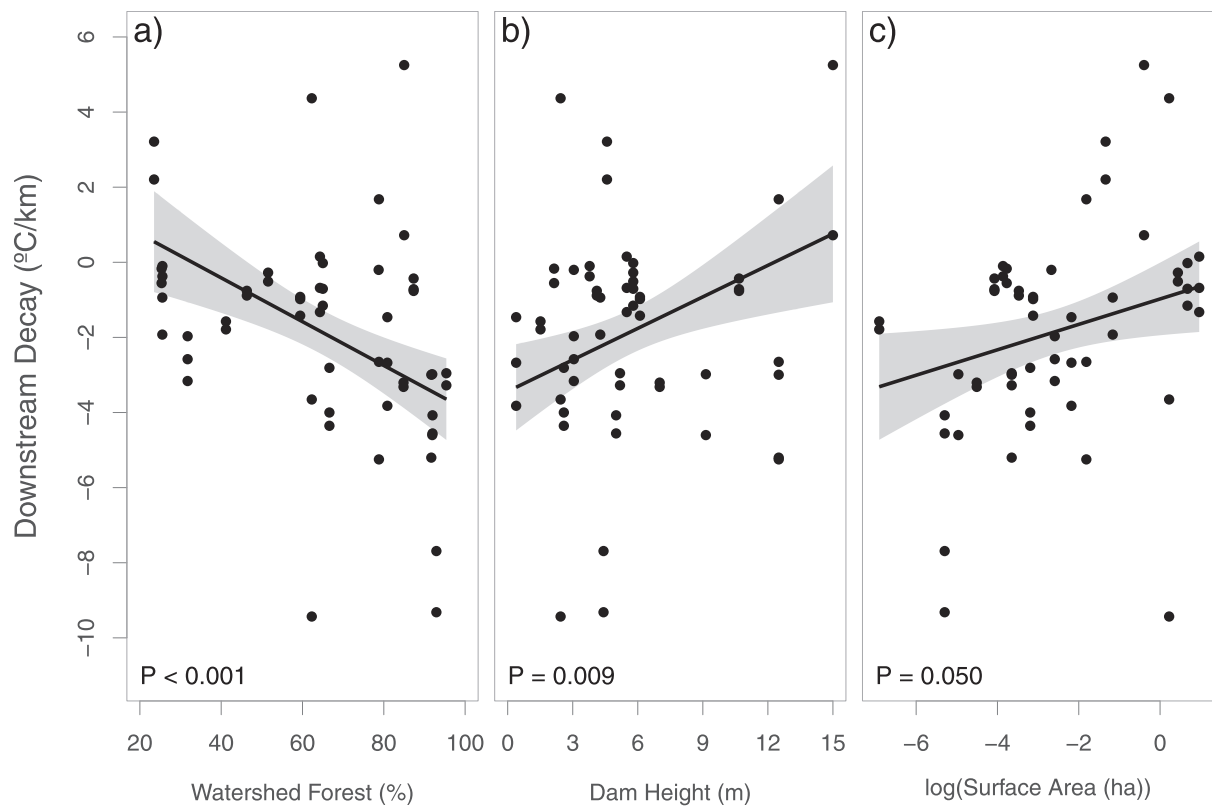 a)
b)
c)
Downstream Decay (ºC/km)
6
4
2
0
−2
−4
−6
−8
−10
P < 0.001
P = 0.009
P = 0.050
20 40 60 80 100
0 3 6 9 12 15
−6 −4 −2 0
Watershed Forest (%)
Dam Height (m)
log(Surface Area (ha))